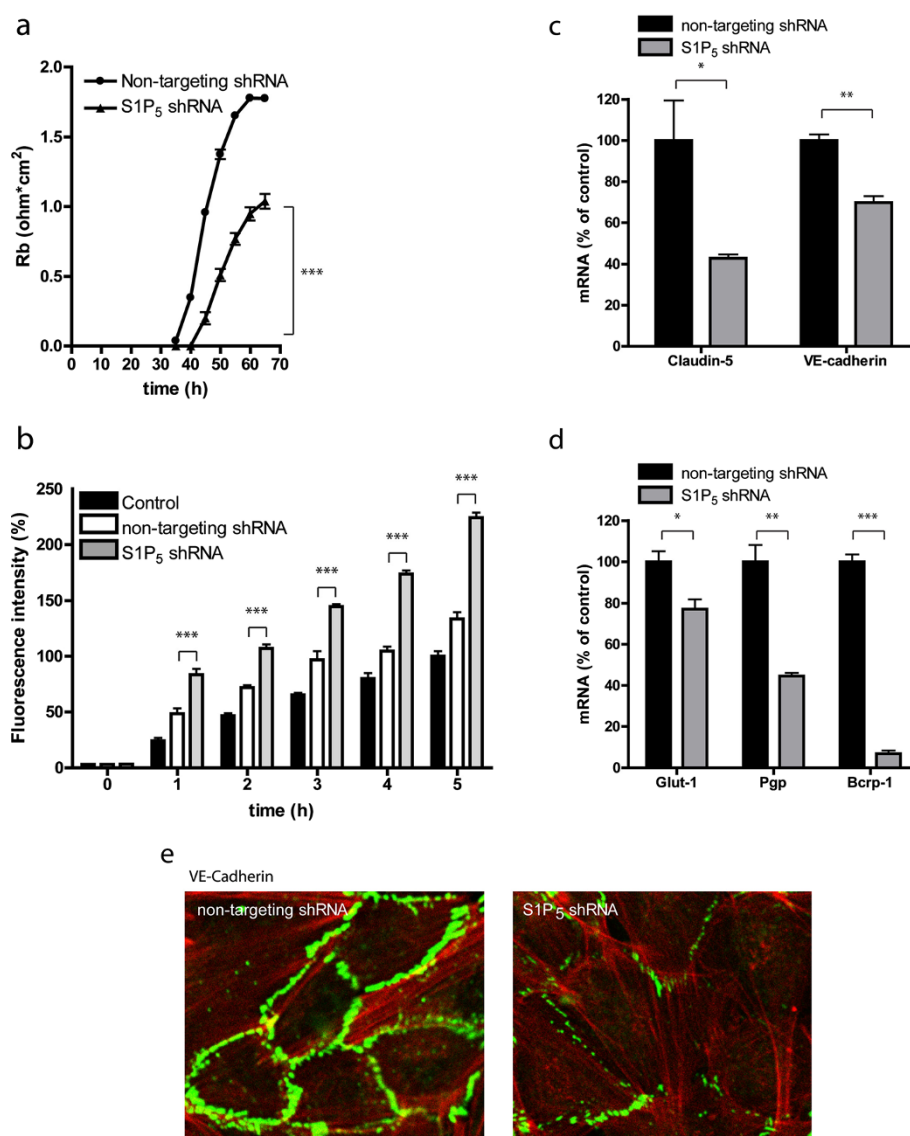 a
Non-targeting shRNA
S1P5 shRNA
Rb (ohm*cm2)
2.0
1.5
1.0
0.5
0.0
***
0 10 20 30 40 50 60 70
time (h)
b
Control
non-targeting shRNA
S1P5 shRNA
Fluorescence intensity (%)
250
200
150
100
50
0
*** *** *** *** ***
0 1 2 3 4 5
time (h)
c
non-targeting shRNA
S1P5 shRNA
mRNA (% of control)
120
100
80
60
40
20
0
* **
Claudin-5 VE-cadherin
d
non-targeting shRNA
S1P5 shRNA
mRNA (% of control)
120
100
80
60
40
20
0
* ** ***
Glut-1 Pgp Bcrp-1
e
VE-Cadherin
non-targeting shRNA
S1P5 shRNA